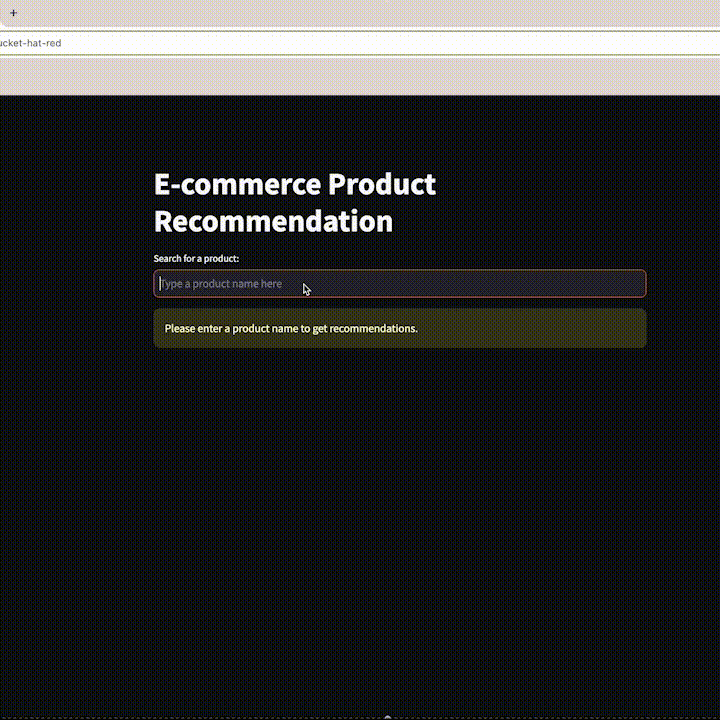 +
ucket-hat-red
E-commerce Product
Recommendation
Search for a product:
Type a product name here
Please enter a product name to get recommendations.